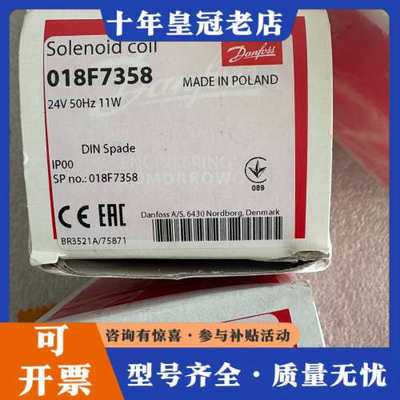 十年皇冠老店
Solenoid coil
Danfoss
018F7358
MADE IN POLAND
24V 50Hz 11W
DIN Spade
ENGINEERING
TOMORROW
IP00
SP no.: 018F7358
089
CE EAC
Danfoss A/S, 6430 Nordborg, Denmark
BR3521A/75871
可开票
咨询有惊喜·参与补贴活动
型号齐全·质量无忧